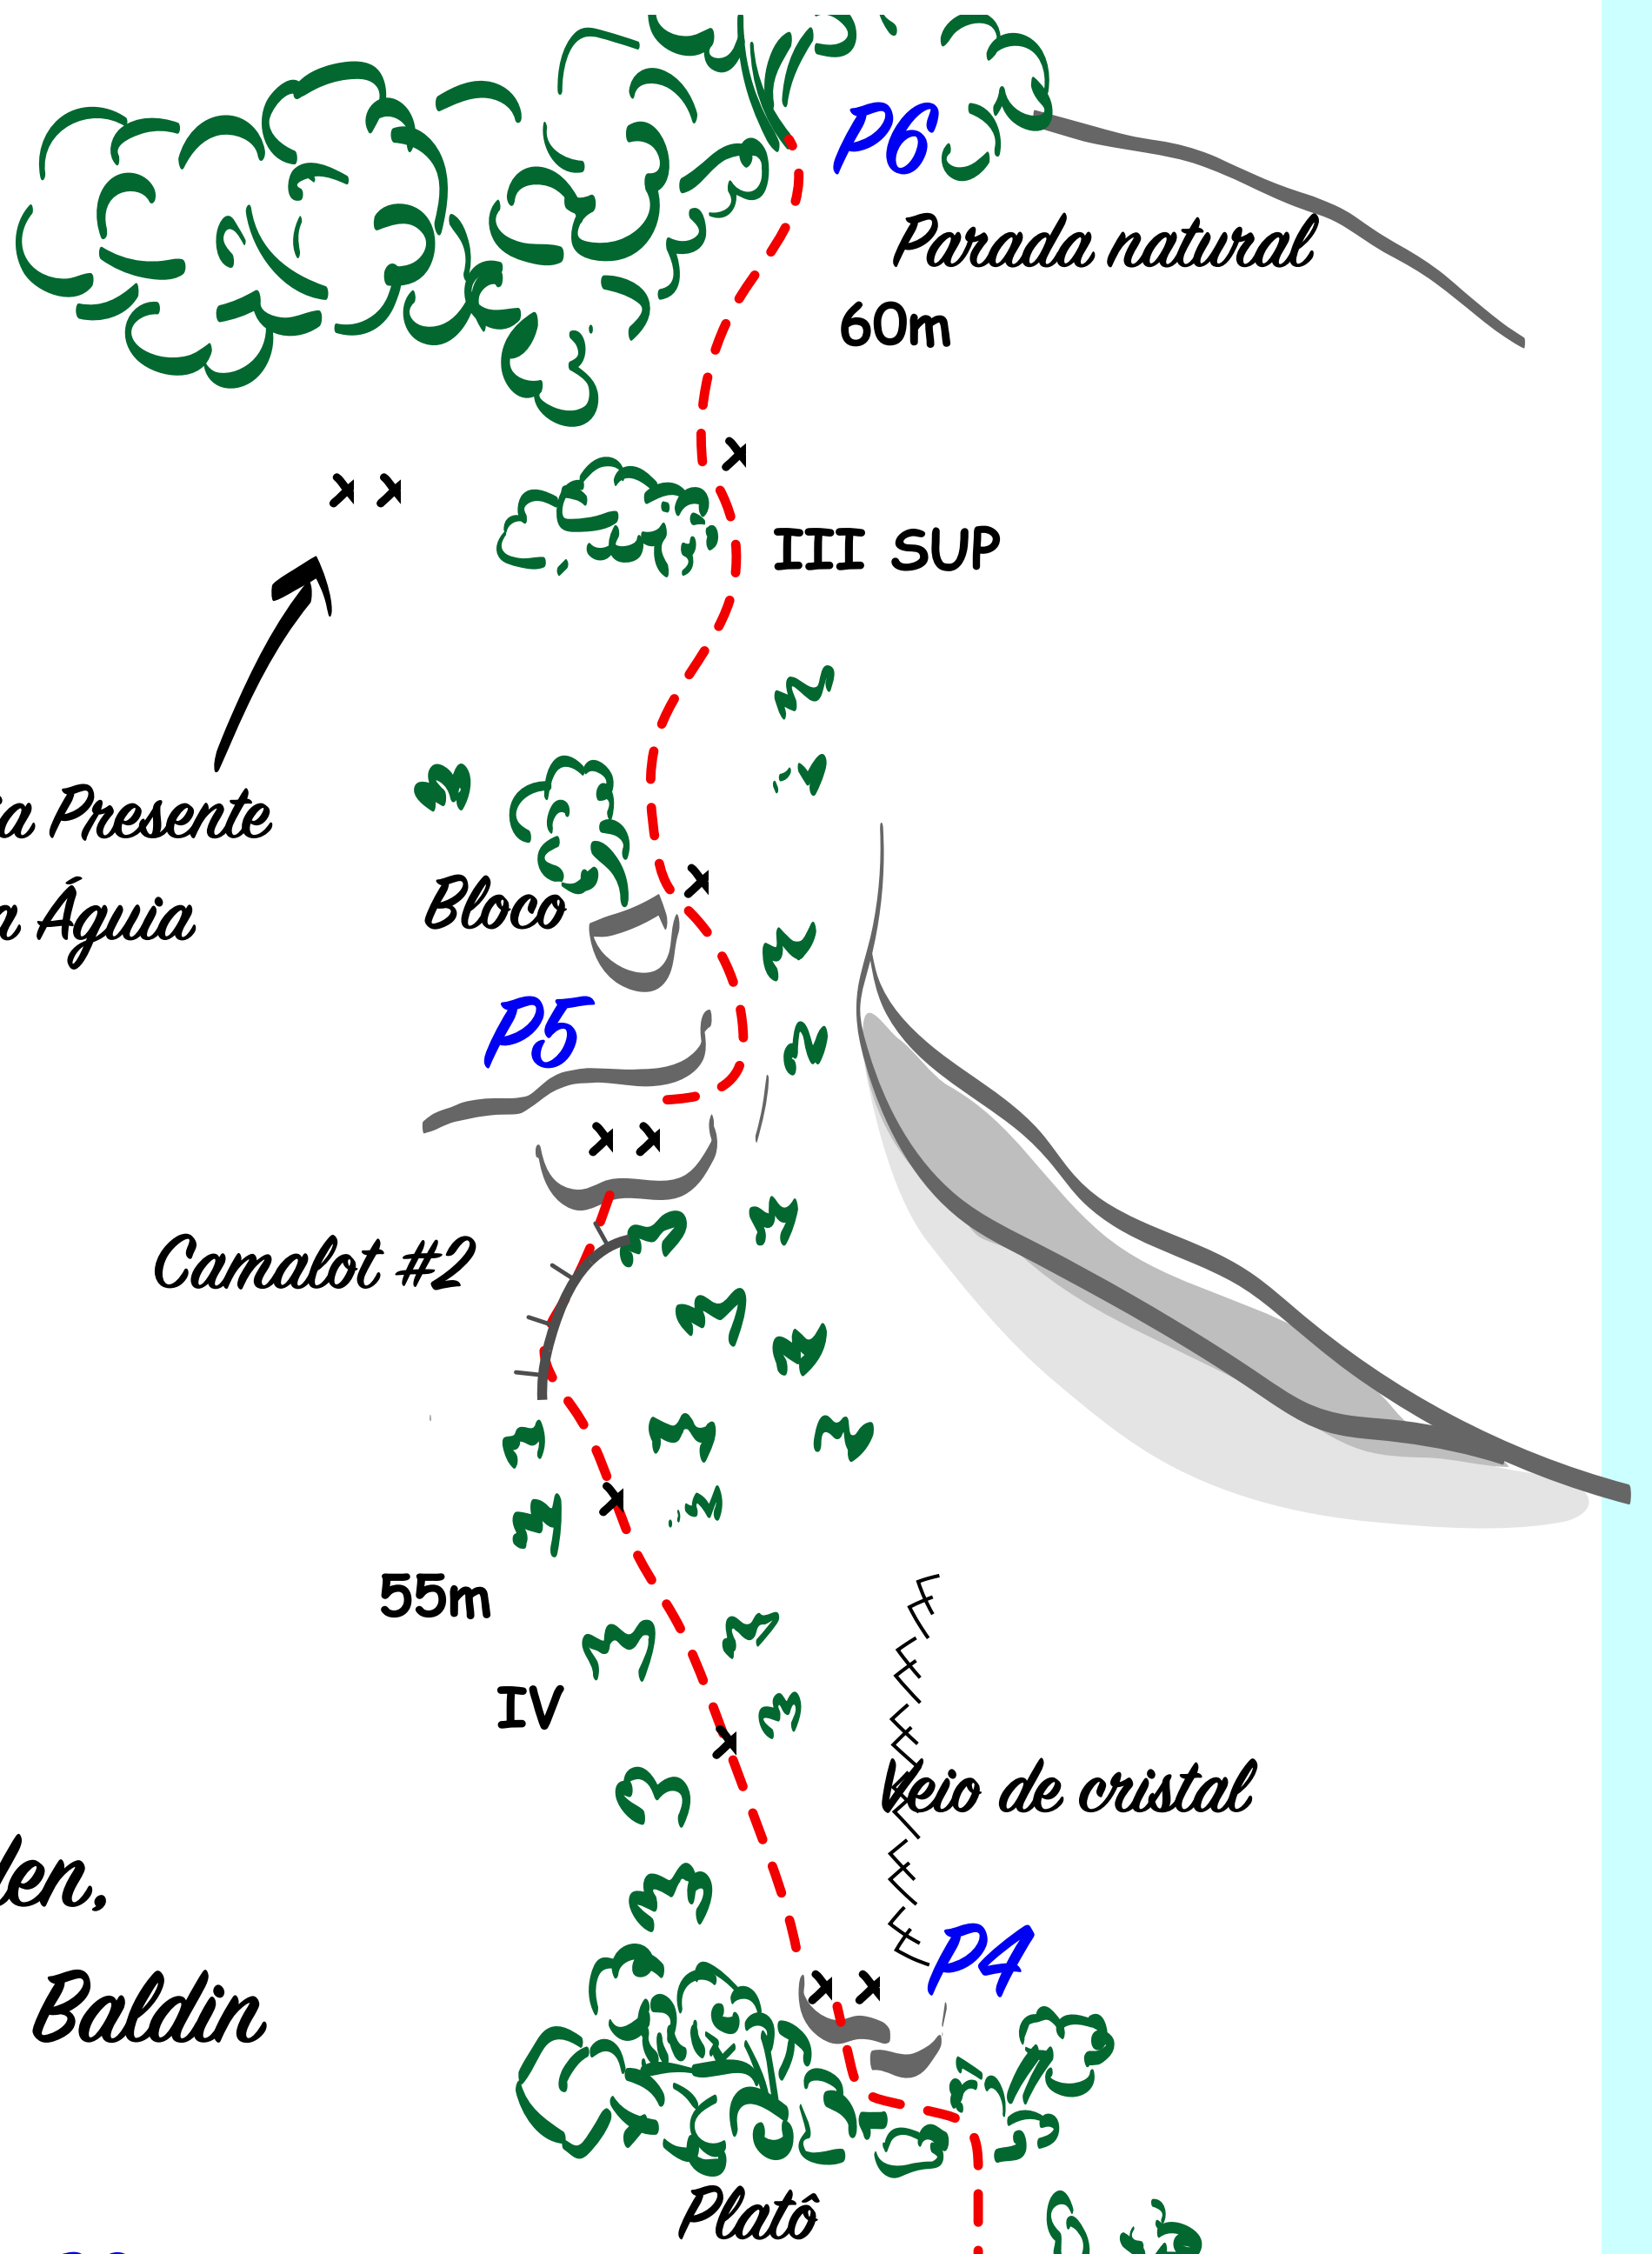 P6
Parada natural
60m
III SUP
Presente
Águia
Bloco
P5
Camalot #2
55m
IV
Veio de cristal
P4
Baldin
Platô